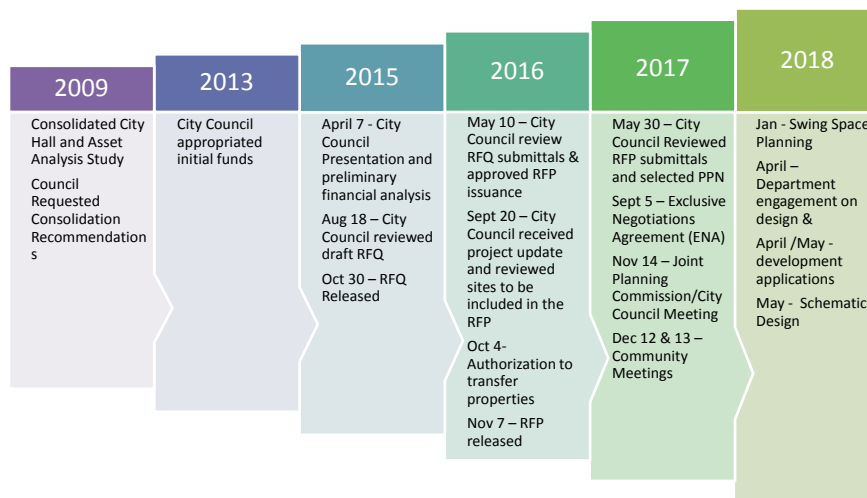 2009
Consolidated City
Hall and Asset
Analysis Study
Council
Requested
Consolidation
Recommendation
s
2013
City Council
appropriated
initial funds
2015
April 7 - City
Council
Presentation and
preliminary
financial analysis
Aug 18 – City
Council reviewed
draft RFQ
Oct 30 – RFQ
Released
2016
May 10 – City
Council review
RFQ submittals &
approved RFP
issuance
Sept 20 – City
Council received
project update
and reviewed
sites to be
included in the
RFP
Oct 4-
Authorization to
transfer
properties
Nov 7 – RFP
released
2017
May 30 – City
Council Reviewed
RFP submittals
and selected PPN
Sept 5 – Exclusive
Negotiations
Agreement (ENA)
Nov 14 – Joint
Planning
Commission/City
Council Meeting
Dec 12 & 13 –
Community
Meetings
2018
Jan - Swing Space
Planning
April –
Department
engagement on
design &
April /May -
development
applications
May - Schematic
Design